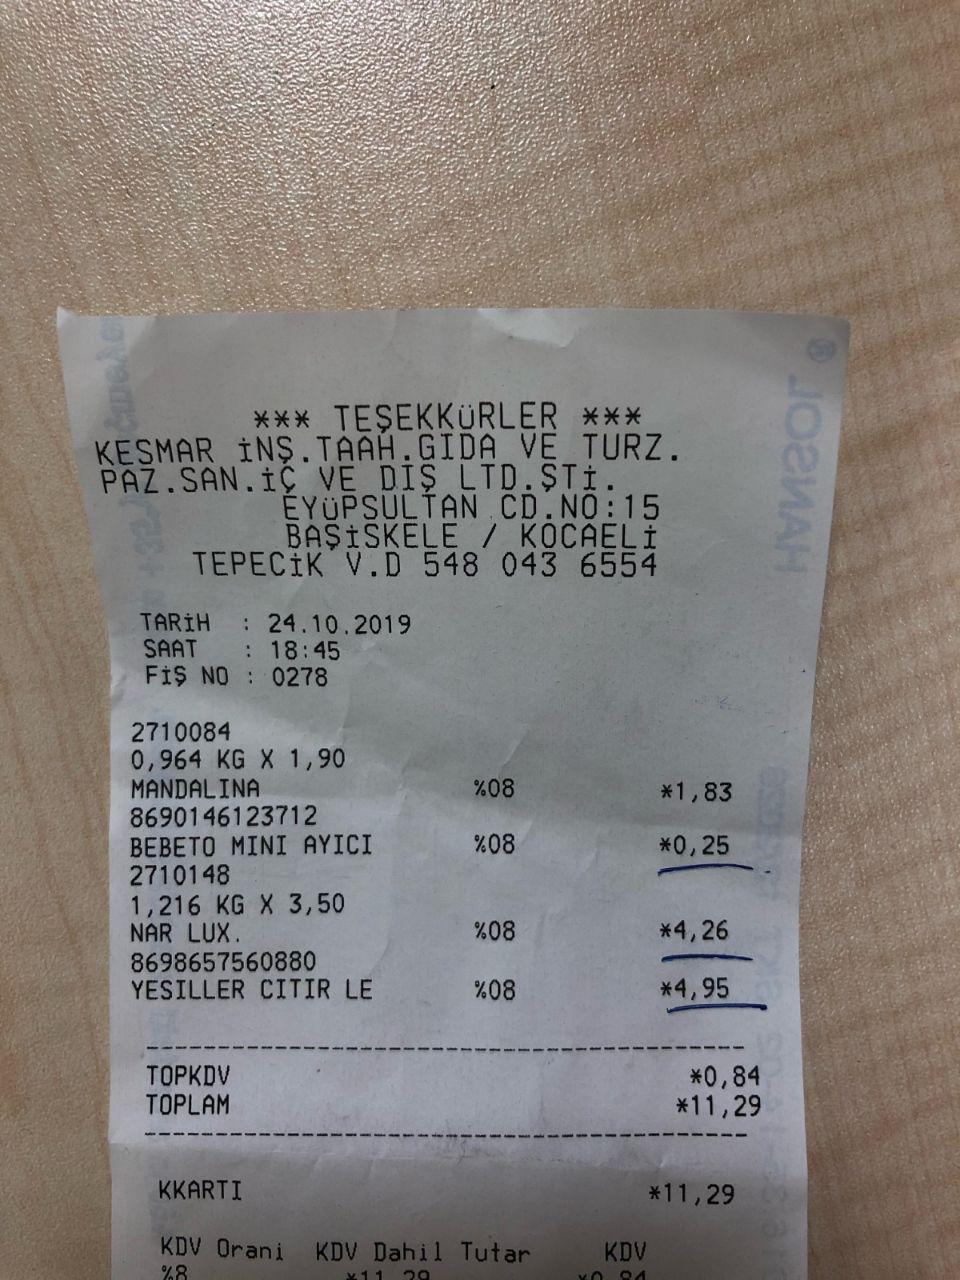 *** TEŞEKKÜRLER ***
KESMAR İNŞ.TAAH.GIDA VE TURZ.
PAZ.SAN.İÇ VE DIŞ LTD.ŞTİ.
EYÜPSULTAN CD.NO:15
BAŞİSKELE / KOCAELİ
TEPECİK V.D 548 043 6554
TARİH : 24.10.2019
SAAT : 18:45
FİŞ NO : 0278
2710084
0,964 KG X 1,90
MANDALINA %08 *1,83
8690146123712
BEBETO MINI AYICI %08 *0,25
2710148
1,216 KG X 3,50
NAR LUX. %08 *4,26
8698657560880
YESILLER CITIR LE %08 *4,95
TOPKDV *0,84
TOPLAM *11,29
KKARTI *11,29
KDV Orani KDV Dahil Tutar KDV
%8 *11,29 *0,84
HANSOL ®